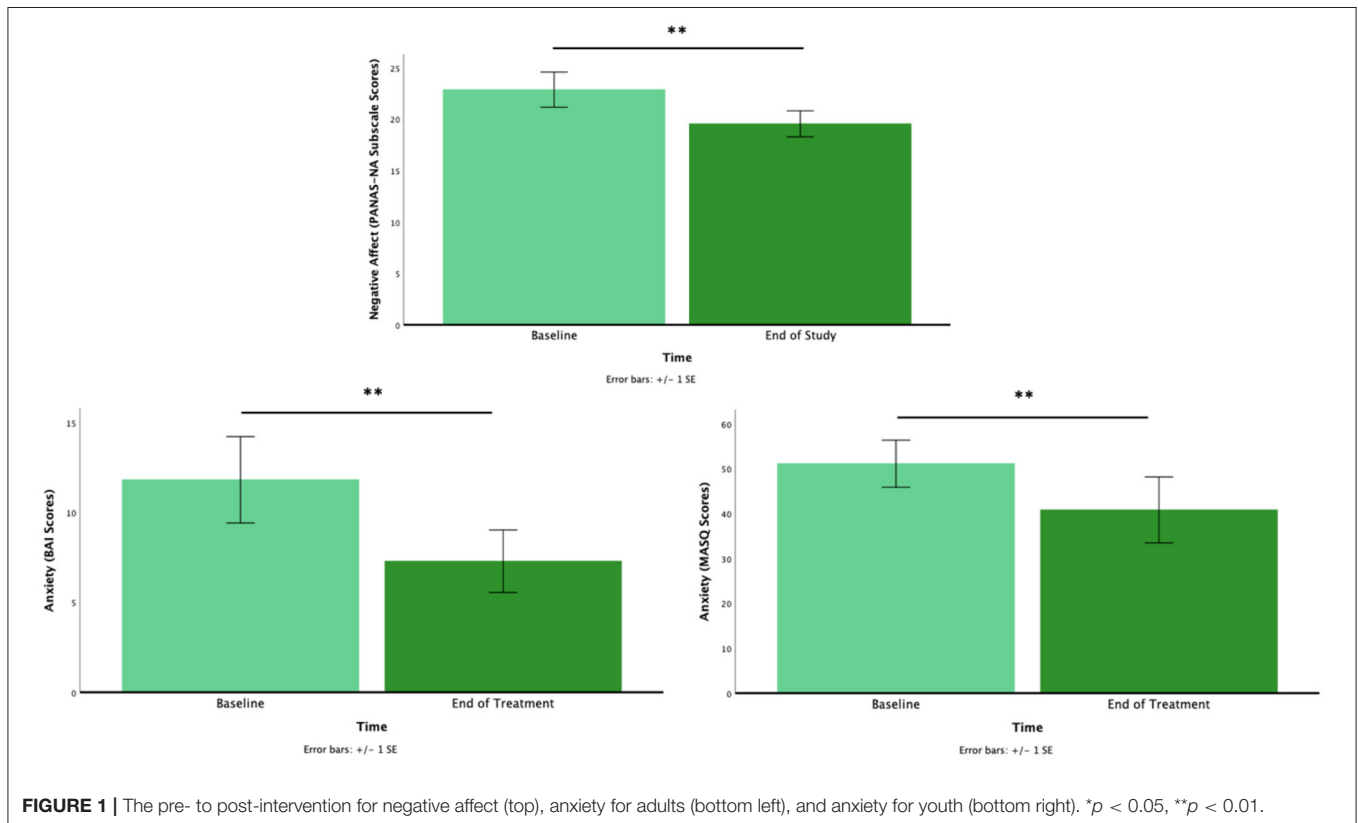 **
Negative Affect (PANAS-NA Subscale Scores)
25
20
15
10
5
0
Baseline End of Study
Time
Error bars: +/- 1 SE
**
Anxiety (BAI Scores)
15
10
5
0
Baseline End of Treatment
Time
Error bars: +/- 1 SE
**
Anxiety (MASQ Scores)
60
50
40
30
20
10
0
Baseline End of Treatment
Time
Error bars: +/- 1 SE
FIGURE 1 | The pre- to post-intervention for negative affect (top), anxiety for adults (bottom left), and anxiety for youth (bottom right). *p < 0.05, **p < 0.01.